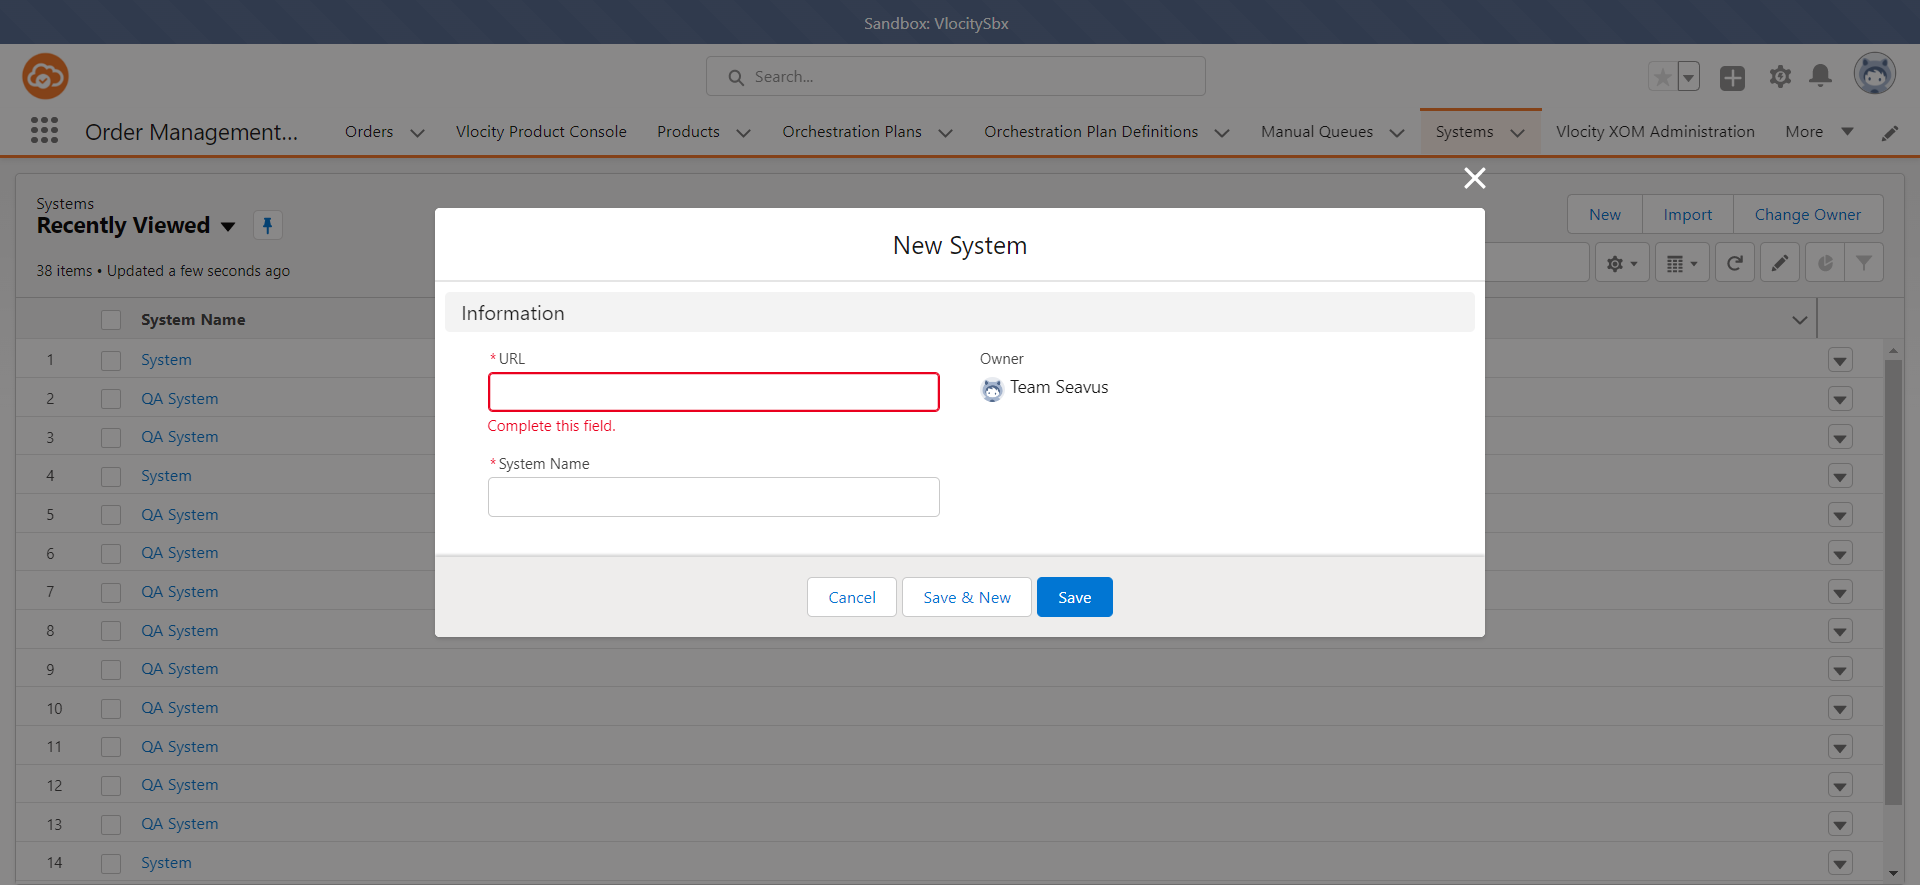 Sandbox: VlocitySbx
Search...
Order Management...
Orders
Vlocity Product Console
Products
Orchestration Plans
Orchestration Plan Definitions
Manual Queues
Systems
Vlocity XOM Administration
More
Systems
Recently Viewed
38 items • Updated a few seconds ago
New
Import
Change Owner
System Name
1 System
2 QA System
3 QA System
4 System
5 QA System
6 QA System
7 QA System
8 QA System
9 QA System
10 QA System
11 QA System
12 QA System
13 QA System
14 System
New System
Information
*URL
Complete this field.
*System Name
Owner
Team Seavus
Cancel
Save & New
Save